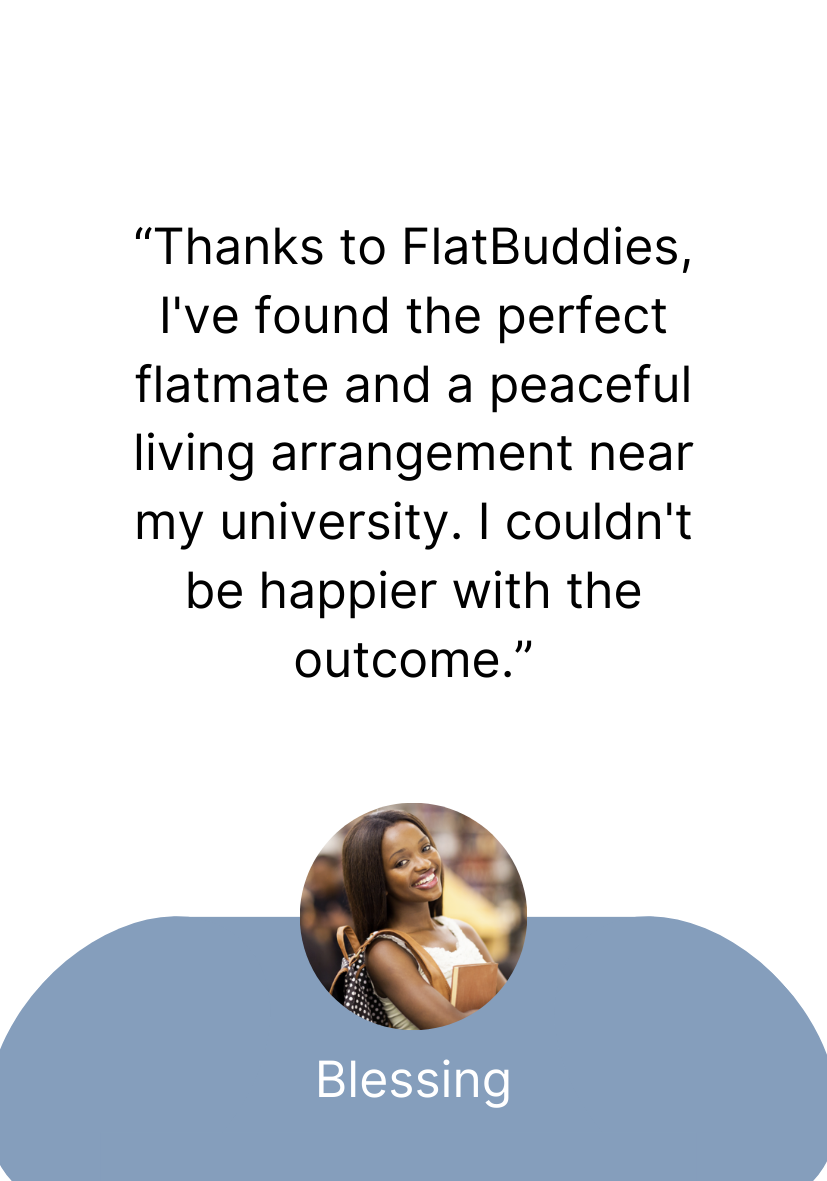 “Thanks to FlatBuddies,
I've found the perfect
flatmate and a peaceful
living arrangement near
my university. I couldn't
be happier with the
outcome.”
Blessing